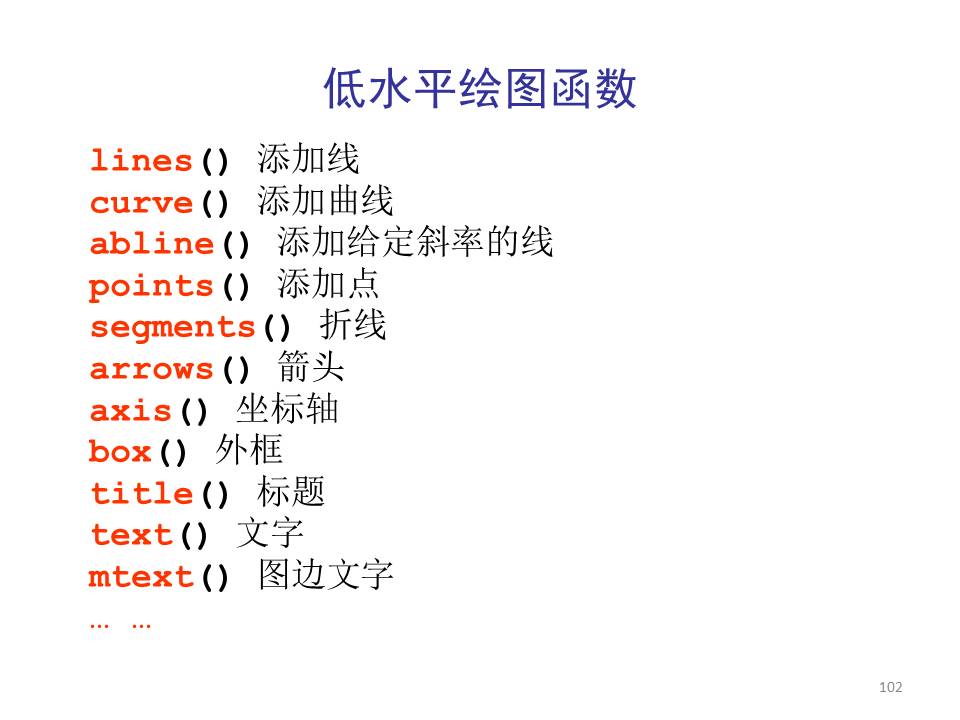 低水平绘图函数
lines() 添加线
curve() 添加曲线
abline() 添加给定斜率的线
points() 添加点
segments() 折线
arrows() 箭头
axis() 坐标轴
box() 外框
title() 标题
text() 文字
mtext() 图边文字
… …
102